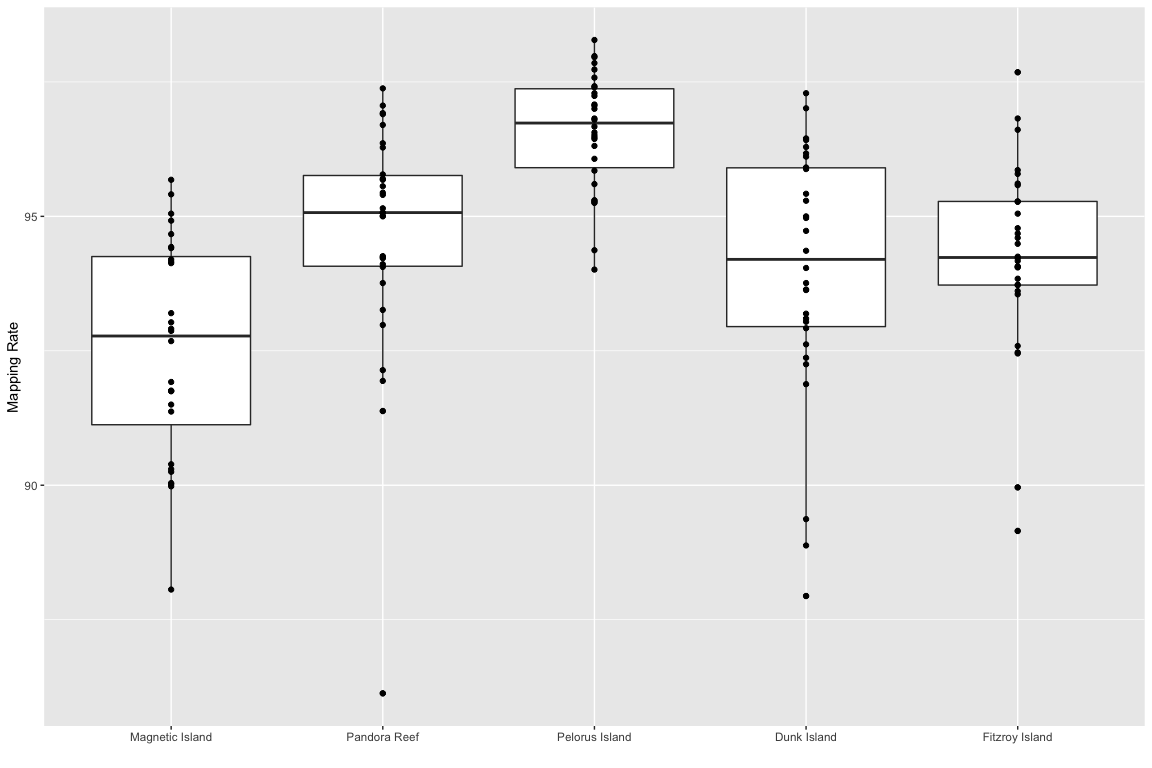 Mapping Rate
95
90
Magnetic Island
Pandora Reef
Pelorus Island
Dunk Island
Fitzroy Island